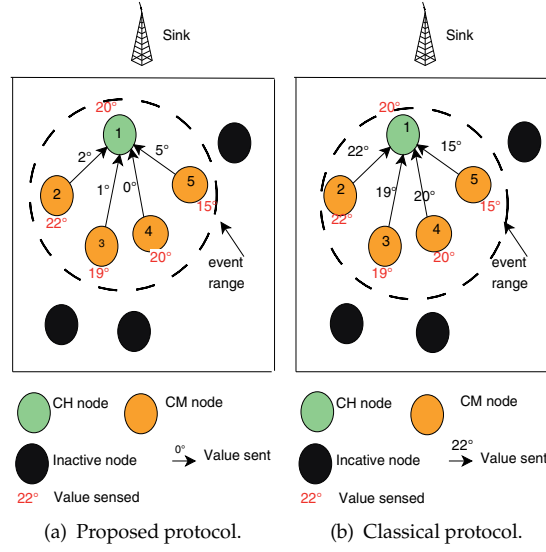 Sink
20°
1
2°
5°
1°
0°
2
22°
3
19°
4
20°
5
15°
event
range
CH node
CM node
Inactive node
0°
Value sent
22°
Value sensed
(a) Proposed protocol.
Sink
20°
1
22°
15°
19°
20°
2
22°
3
19°
4
20°
5
15°
event
range
CH node
CM node
Incative node
22°
Value sent
22°
Value sensed
(b) Classical protocol.